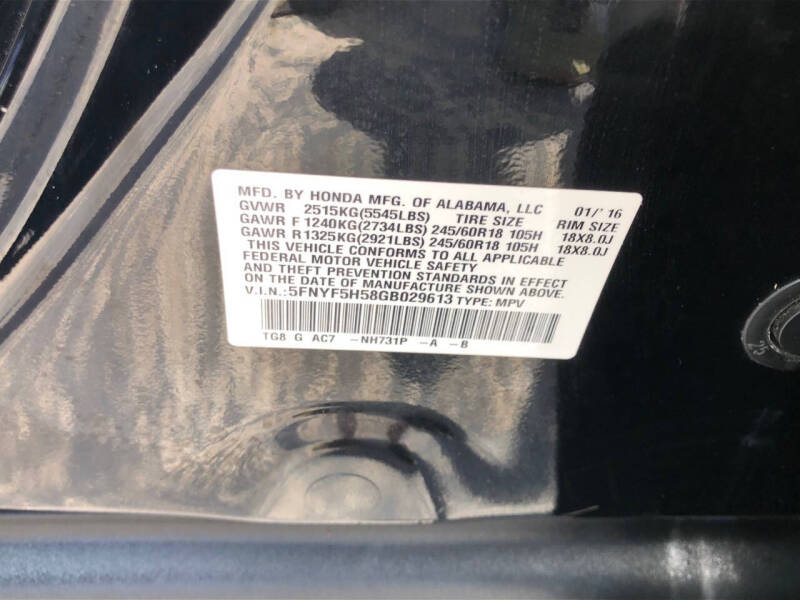 MFD. BY HONDA MFG. OF ALABAMA, LLC 01/'16
GVWR 2515KG(5545LBS) TIRE SIZE RIM SIZE
GAWR F 1240KG(2734LBS) 245/60R18 105H 18X8.0J
GAWR R1325KG(2921LBS) 245/60R18 105H 18X8.0J
THIS VEHICLE CONFORMS TO ALL APPLICABLE
FEDERAL MOTOR VEHICLE SAFETY
AND THEFT PREVENTION STANDARDS IN EFFECT
ON THE DATE OF MANUFACTURE SHOWN ABOVE.
V.I.N.:5FNYF5H58GB029613 TYPE: MPV
TG8 G AC7 -NH731P -A -B